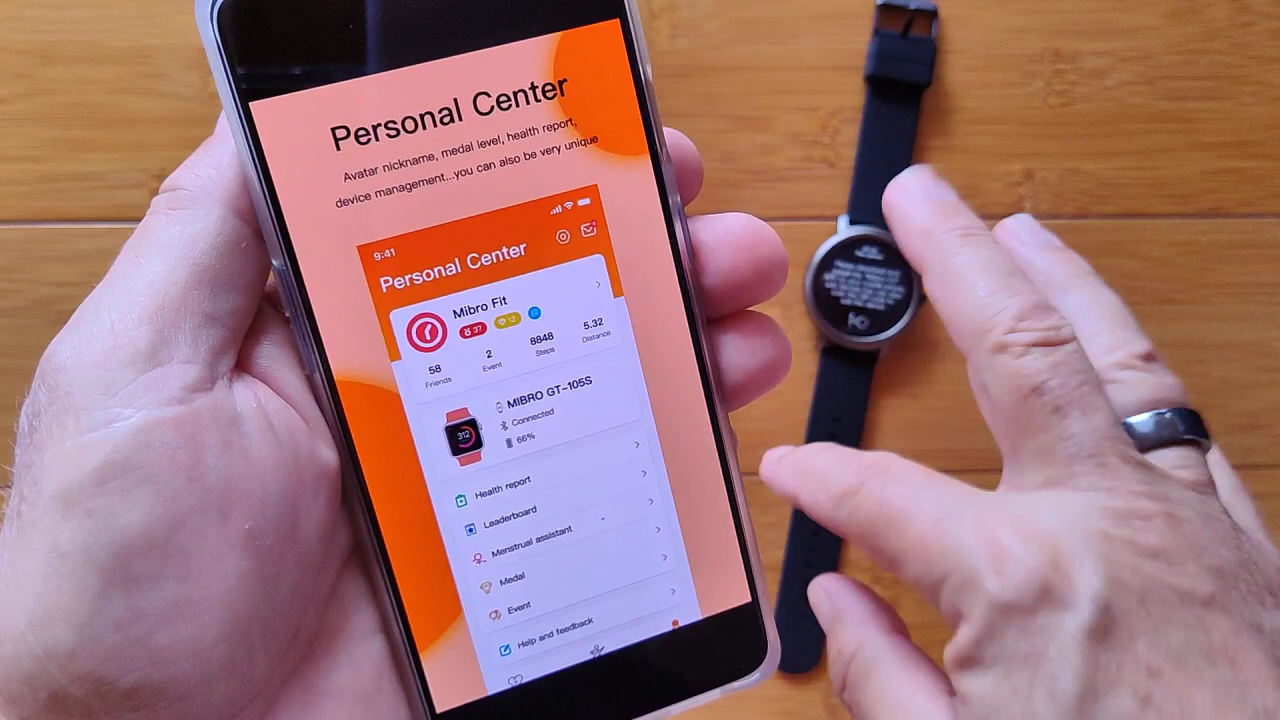 Personal Center
Avatar nickname, medal level, health report,
device management...you can also be very unique
9:41
Personal Center
Mibro Fit
37
12
58
2
8848
5.32
Friends
Event
Steps
Distance
MIBRO GT-105S
Connected
312
66%
Health report
Leaderboard
Menstrual assistant
Medal
Event
Help and feedback